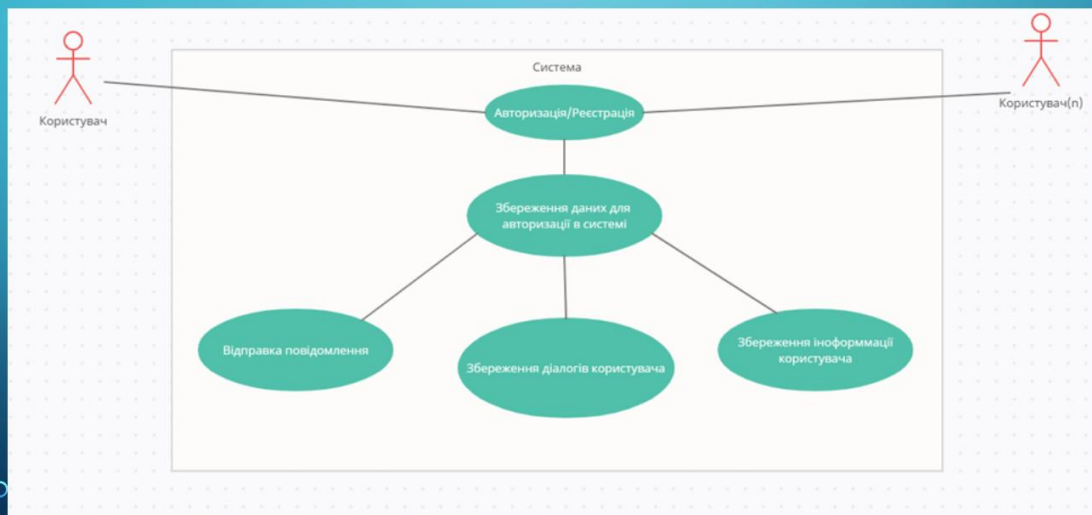 Користувач
Користувач(n)
Система
Авторизація/Реєстрація
Збереження даних для
авторизації в системі
Відправка повідомлення
Збереження діалогів користувача
Збереження іноформмації
користувача